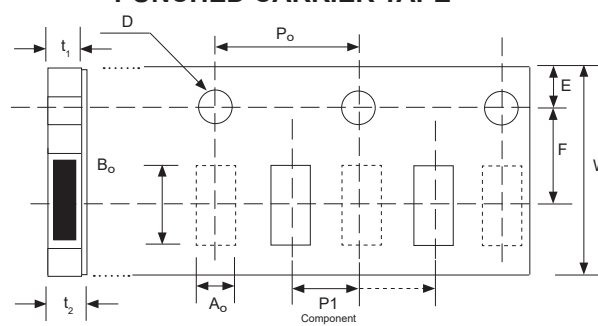 PUNCHED CARRIER TAPE
D
Pₒ
t₁
E
F
W
Bₒ
t₂
Aₒ
P1
Component